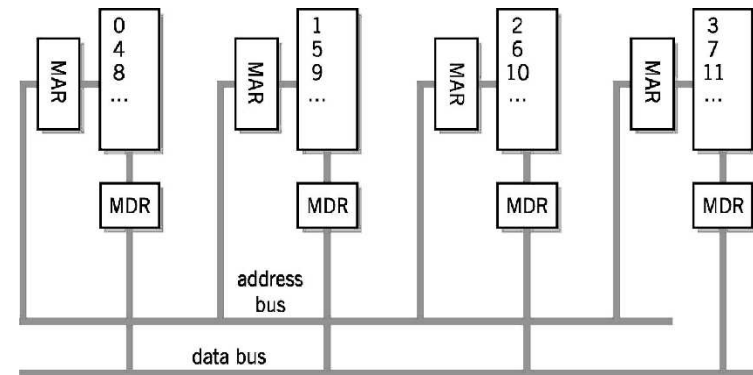 0
4
8
...
MAR
1
5
9
...
MAR
2
6
10
...
MAR
3
7
11
...
MAR
MDR
MDR
MDR
MDR
address
bus
data bus